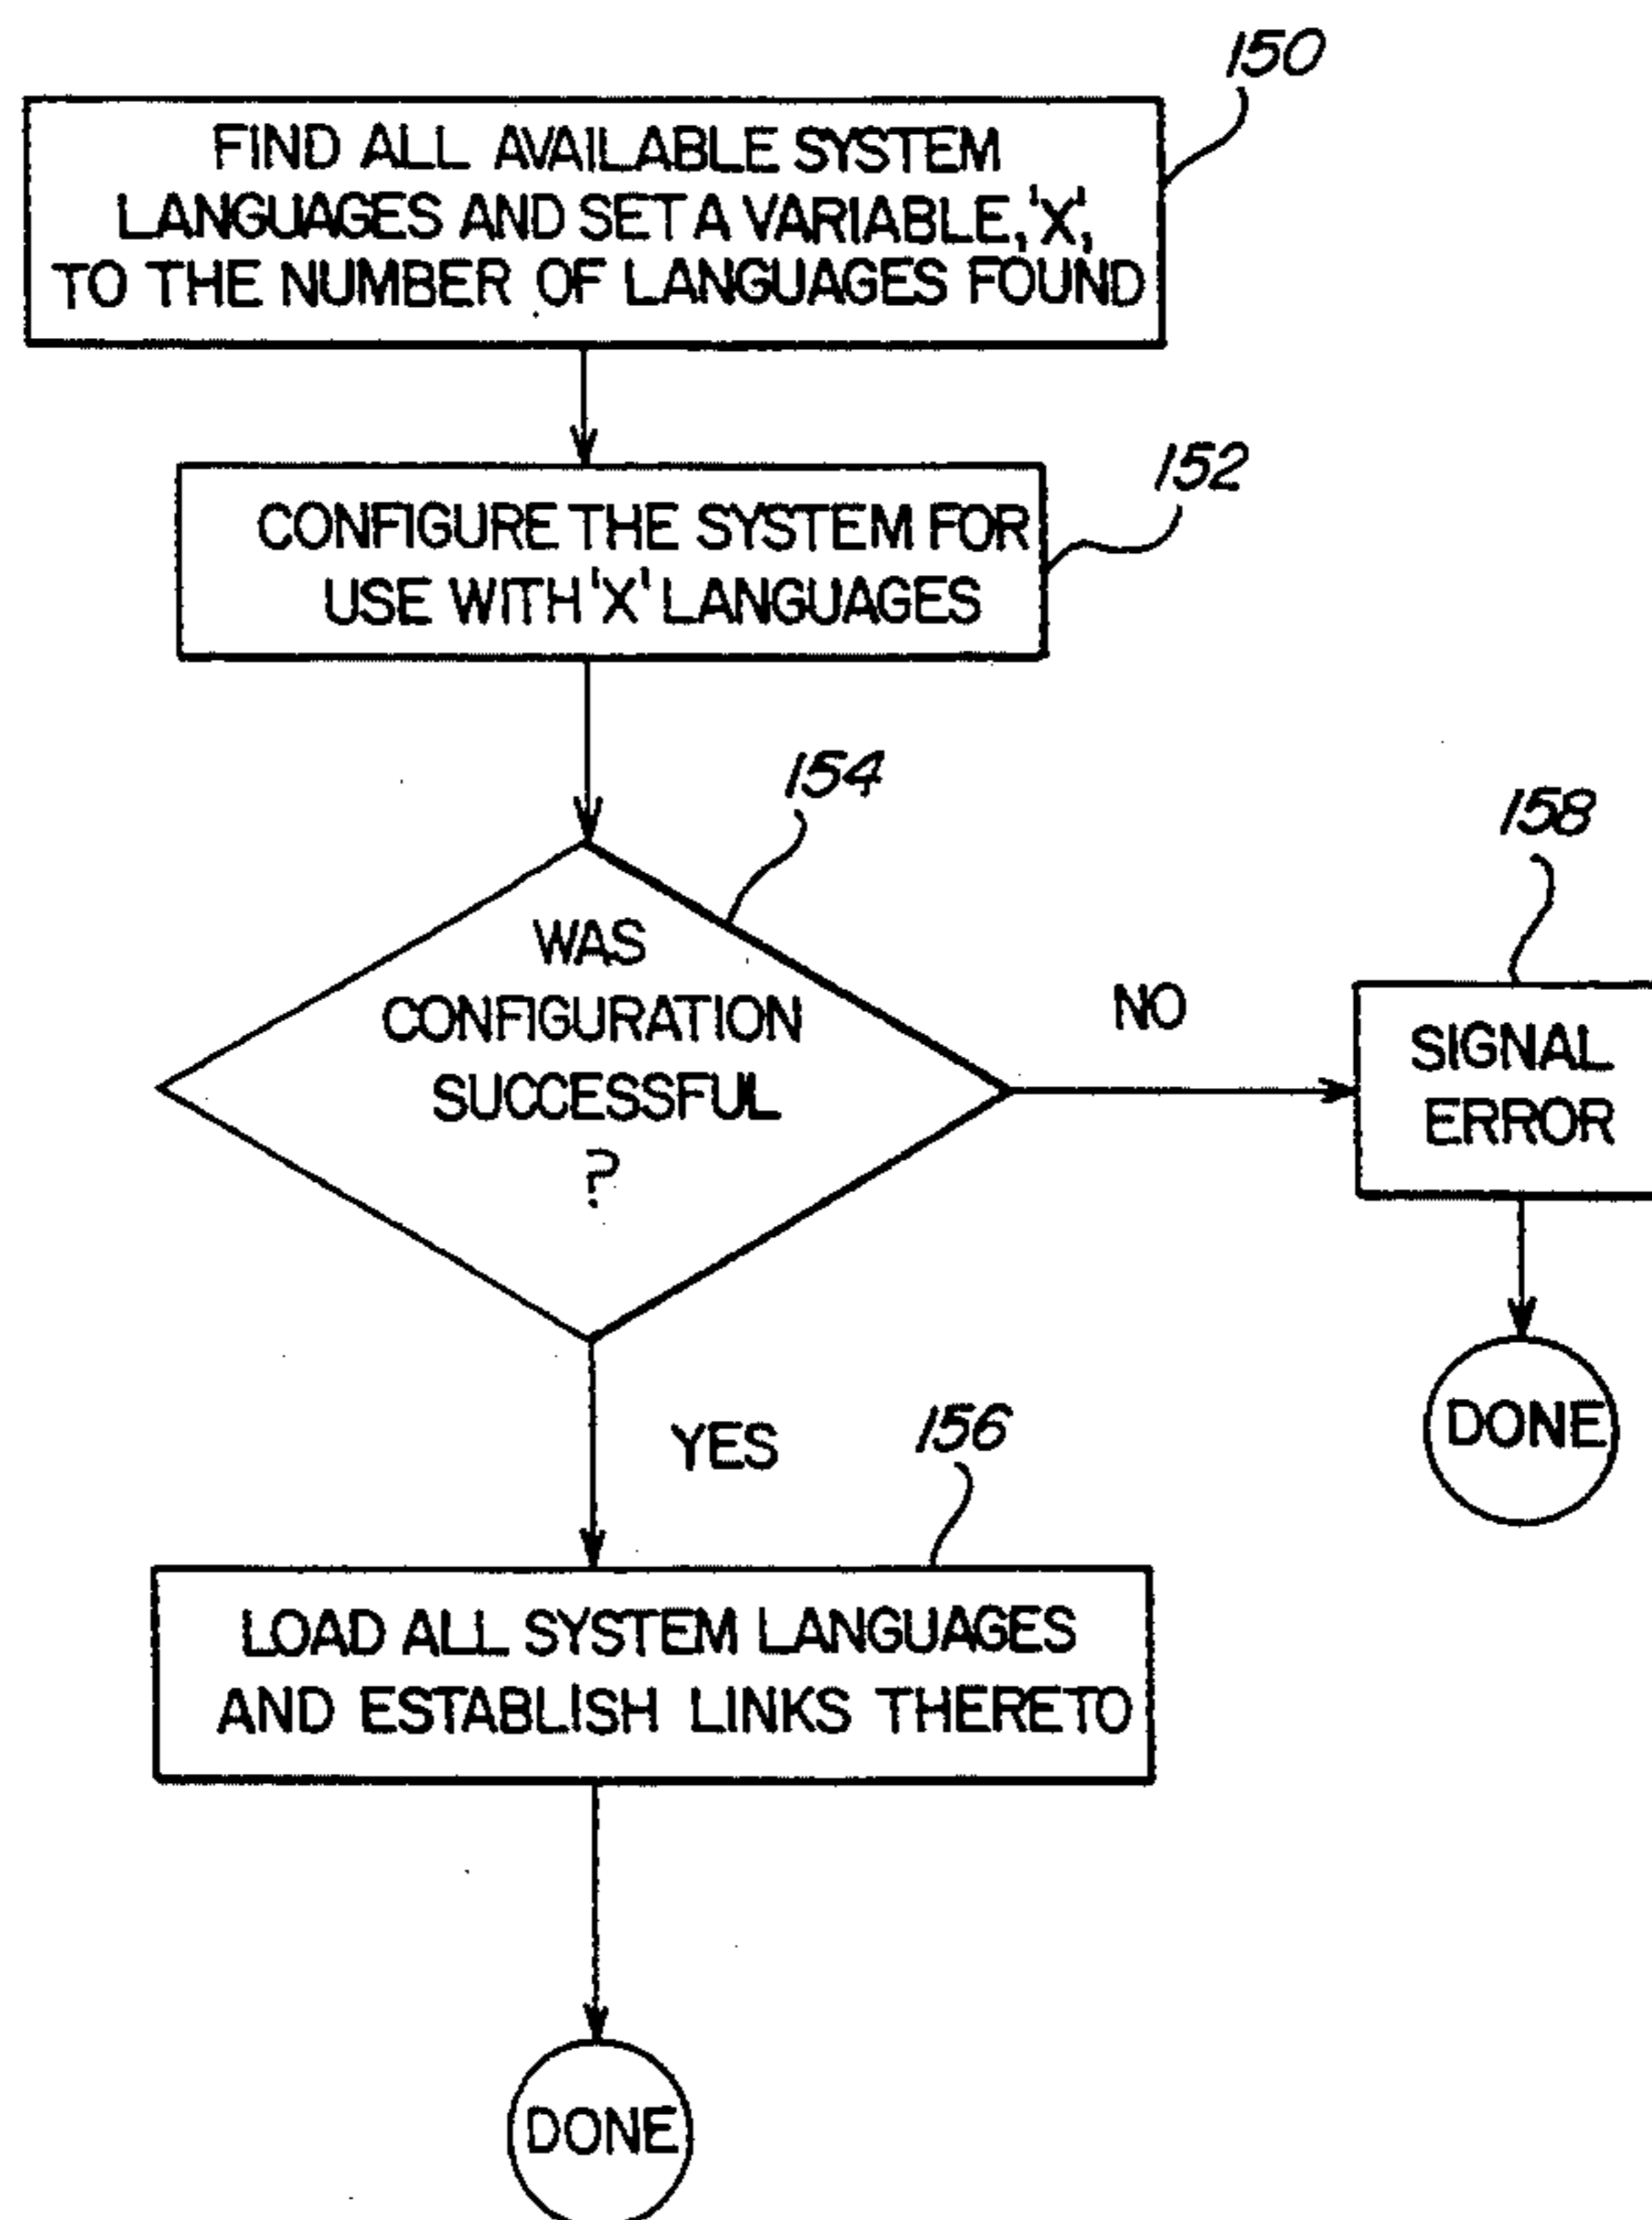 150
FIND ALL AVAILABLE SYSTEM
LANGUAGES AND SET A VARIABLE, 'X',
TO THE NUMBER OF LANGUAGES FOUND
152
CONFIGURE THE SYSTEM FOR
USE WITH 'X' LANGUAGES
154
WAS
CONFIGURATION
SUCCESSFUL
?
NO
158
SIGNAL
ERROR
DONE
YES
156
LOAD ALL SYSTEM LANGUAGES
AND ESTABLISH LINKS THERETO
DONE